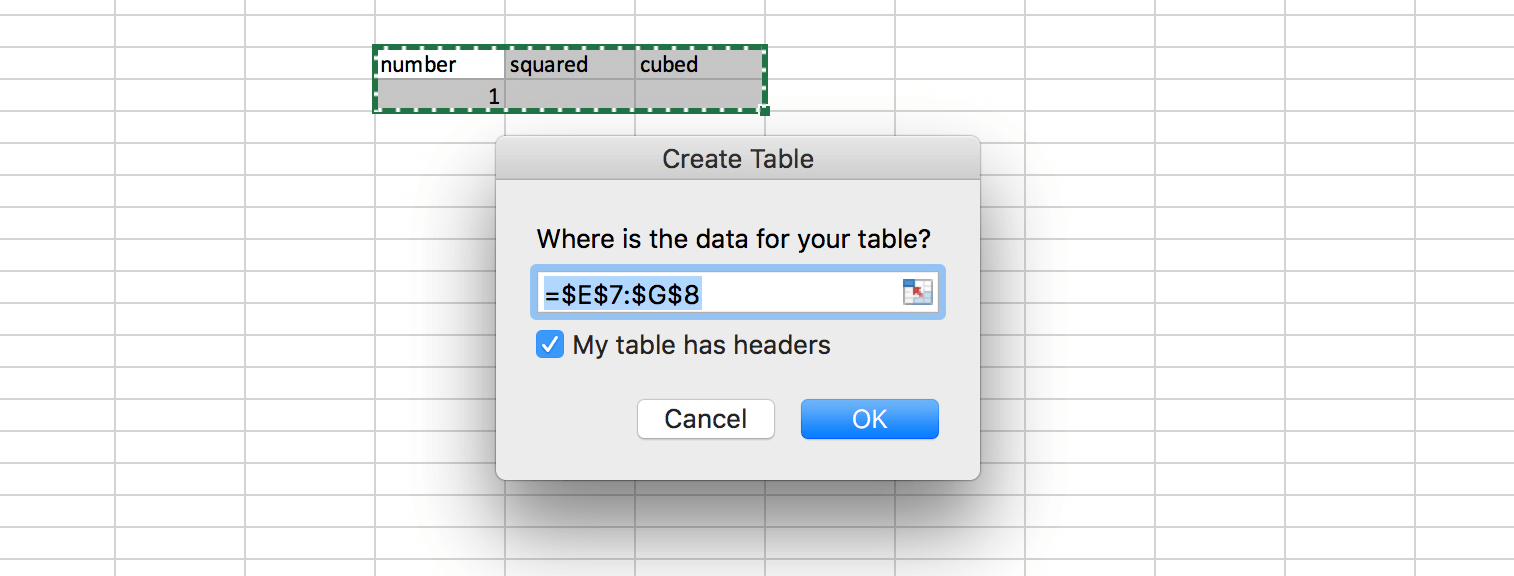 number squared cubed
1
Create Table
Where is the data for your table?
=$E$7:$G$8
My table has headers
Cancel OK